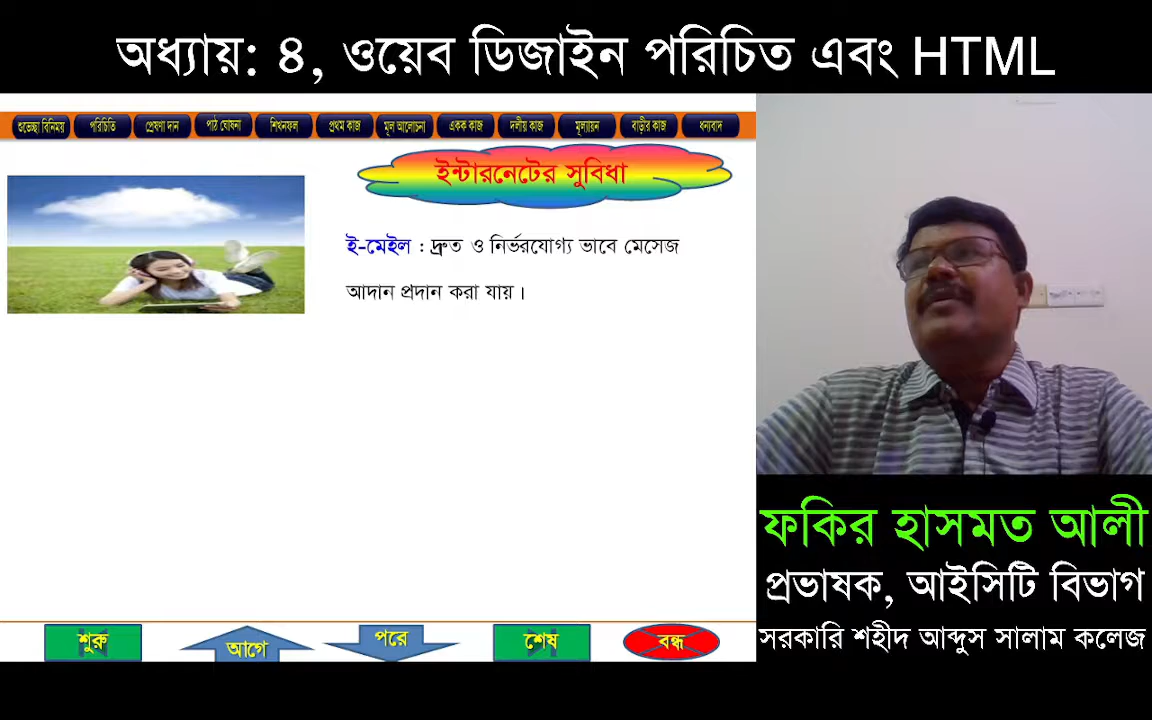 অধ্যায়: ৪, ওয়েব ডিজাইন পরিচিত এবং HTML
শুভেচ্ছা বিনিময় পরিচিতি প্রেষণা দান পাঠ ঘোষনা শিখনফল প্রথম কাজ মূল আলোচনা একক কাজ দলীয় কাজ মূল্যায়ন বাড়ীর কাজ ধন্যবাদ
ইন্টারনেটের সুবিধা
ই-মেইল : দ্রুত ও নির্ভরযোগ্য ভাবে মেসেজ
আদান প্রদান করা যায় ।
ফকির হাসমত আলী
প্রভাষক, আইসিটি বিভাগ
সরকারি শহীদ আব্দুস সালাম কলেজ
শুরু আগে পরে শেষ বন্ধ